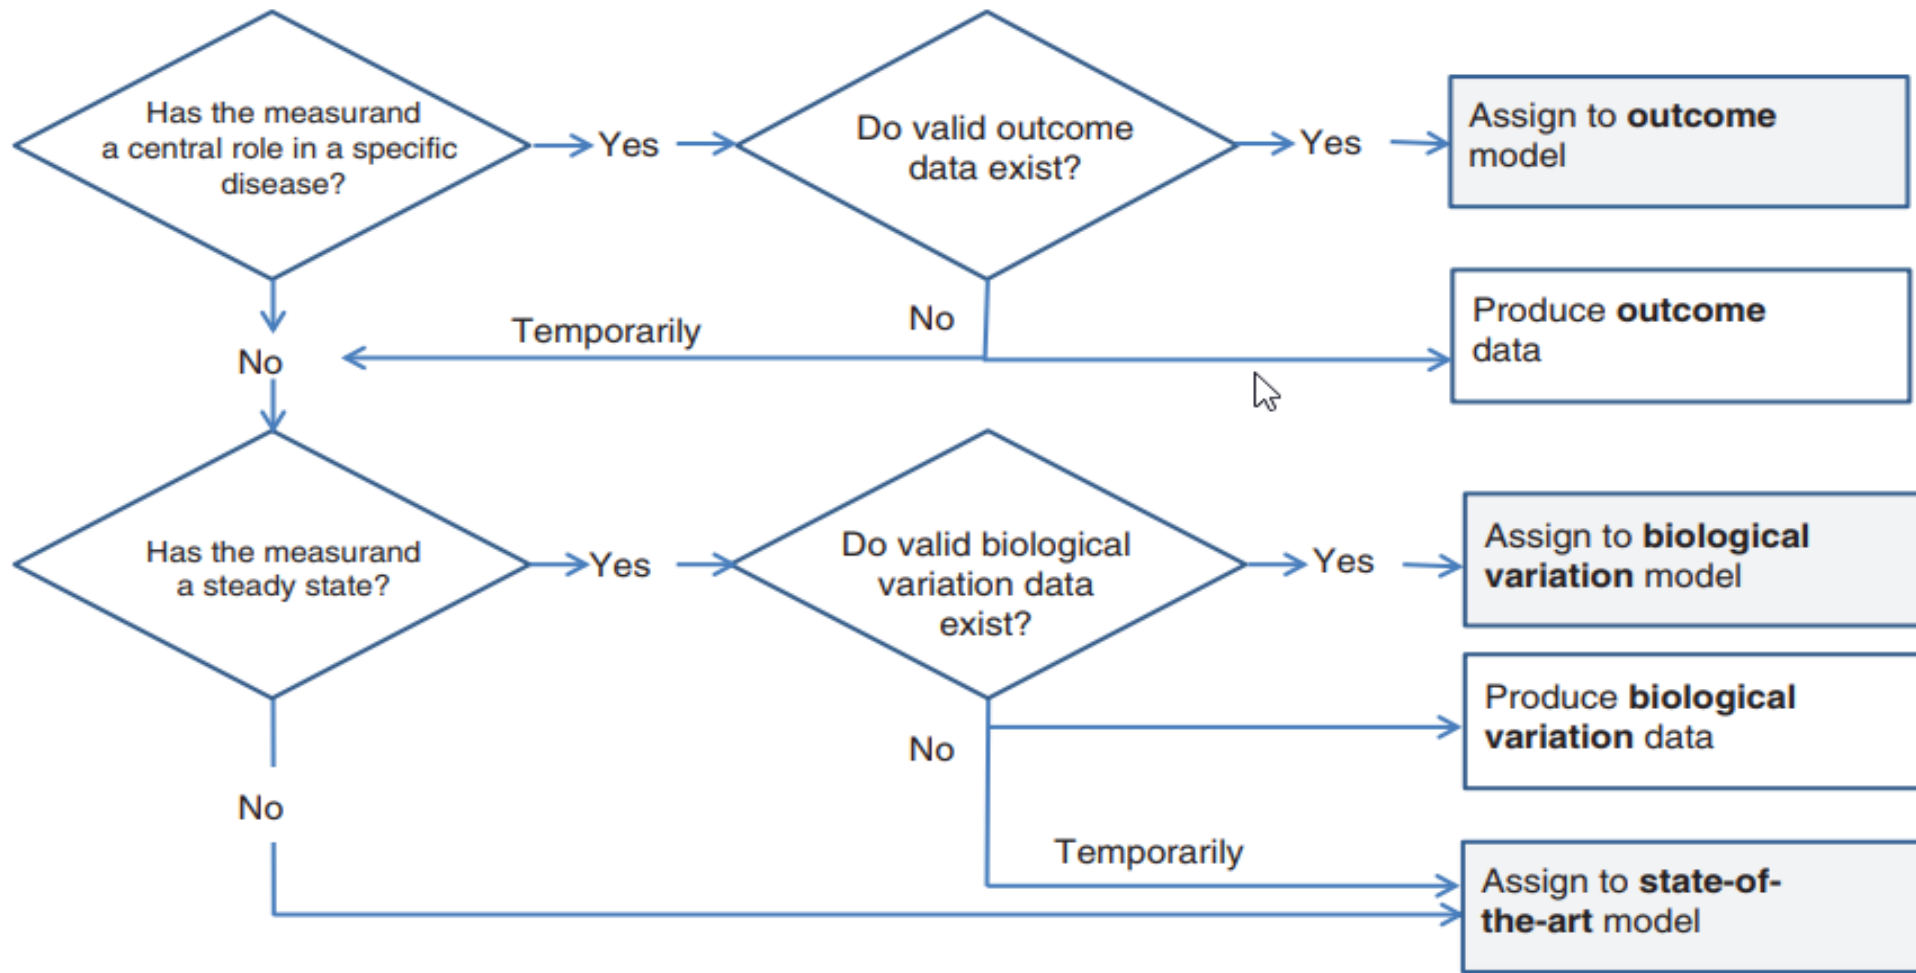 Has the measurand
a central role in a specific
disease?
Yes
Do valid outcome
data exist?
Yes
Assign to outcome
model
No
Temporarily
No
Produce outcome
data
Has the measurand
a steady state?
Yes
Do valid biological
variation data
exist?
Yes
Assign to biological
variation model
No
Produce biological
variation data
No
Temporarily
Assign to state-of-
the-art model